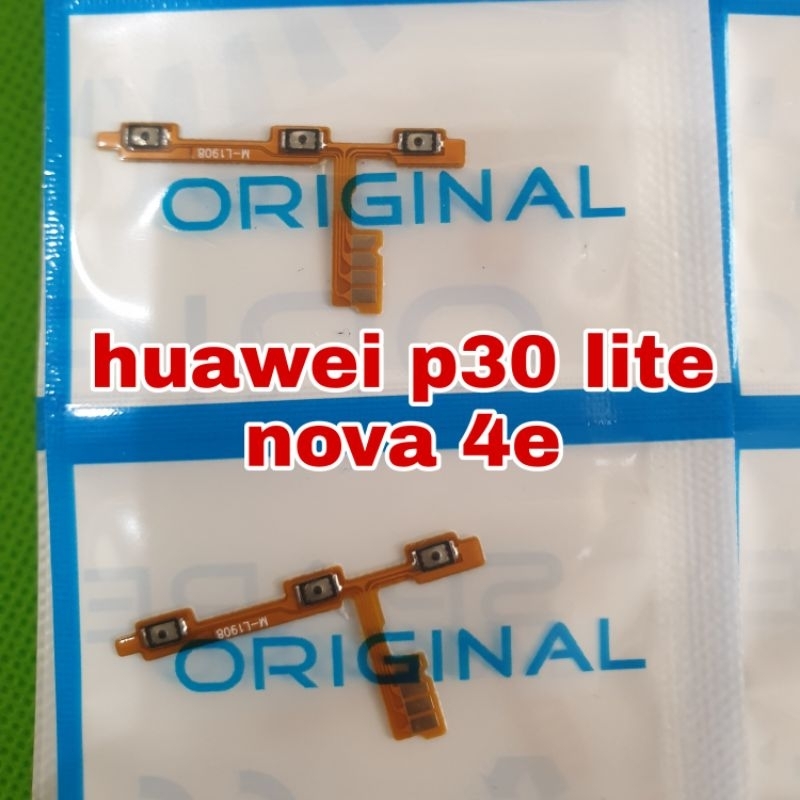 M-L1908
ORIGINAL
huawei p30 lite
nova 4e
M-L1908
ORIGINAL